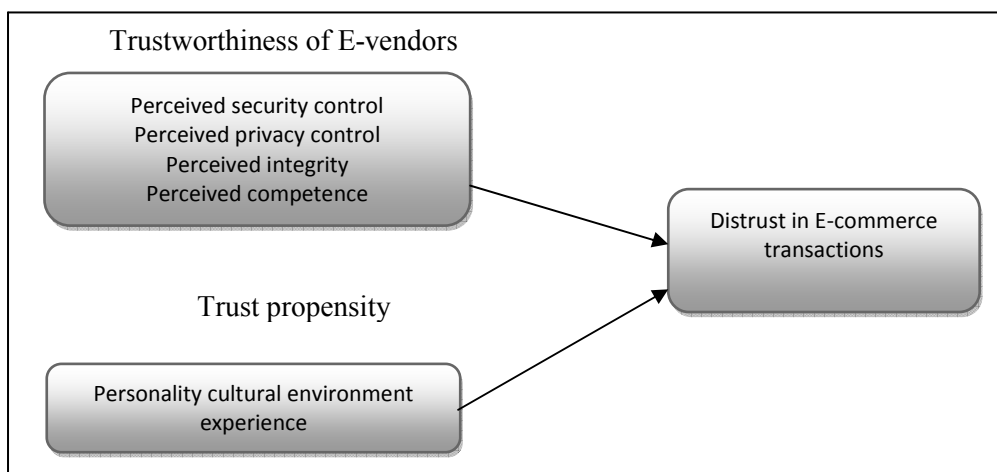 Trustworthiness of E-vendors
Perceived security control
Perceived privacy control
Perceived integrity
Perceived competence
Distrust in E-commerce
transactions
Trust propensity
Personality cultural environment
experience